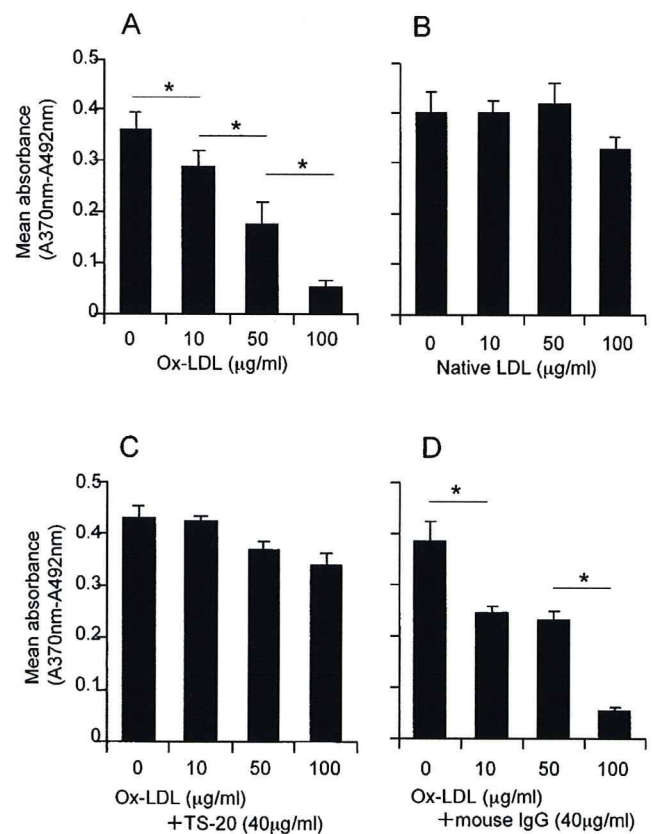 A
Mean absorbance
(A370nm-A492nm)
0.5
0.4
0.3
0.2
0.1
0
*
*
*
0 10 50 100
Ox-LDL (μg/ml)
B
0 10 50 100
Native LDL (μg/ml)
C
Mean absorbance
(A370nm-A492nm)
0.5
0.4
0.3
0.2
0.1
0
0 10 50 100
Ox-LDL (μg/ml)
+TS-20 (40μg/ml)
D
*
*
0 10 50 100
Ox-LDL (μg/ml)
+mouse IgG (40μg/ml)